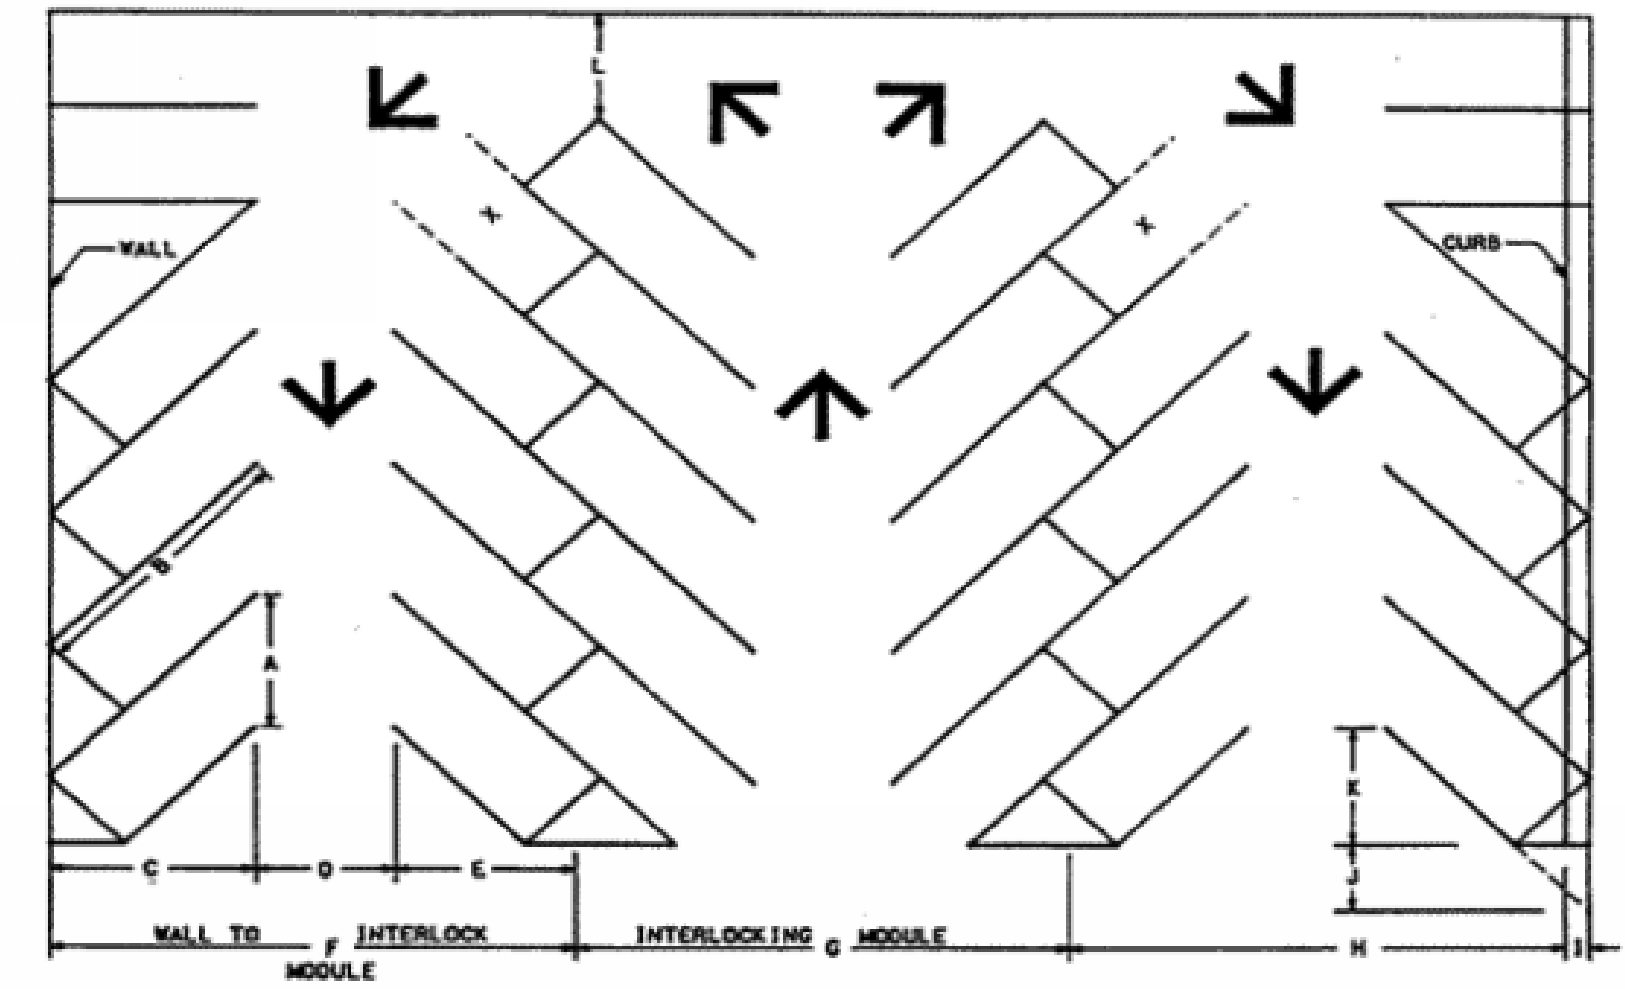 L
X
X
WALL
CURB
B
A
K
C D E
J
WALL TO INTERLOCK
F
MODULE
INTERLOCKING MODULE
G
H
I